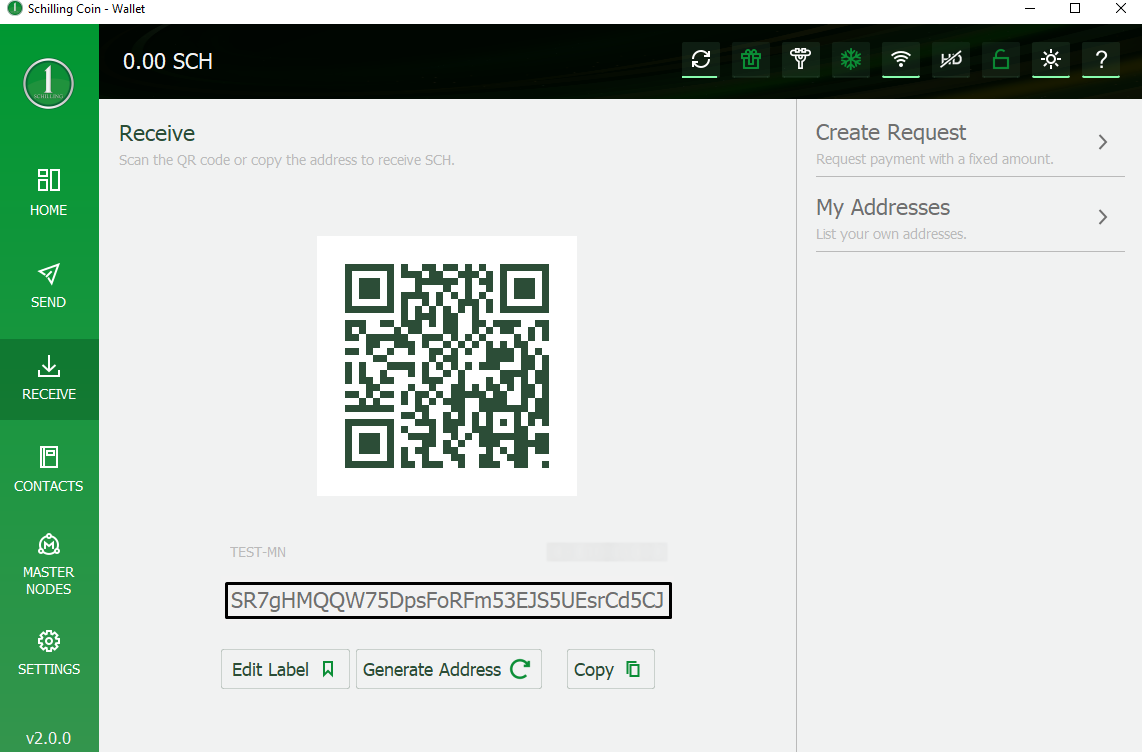 Schilling Coin - Wallet
1
SCHILLING
0.00 SCH
HD
?
HOME
SEND
RECEIVE
CONTACTS
MASTER
NODES
SETTINGS
v2.0.0
Receive
Scan the QR code or copy the address to receive SCH.
TEST-MN
SR7gHMQQW75DpsFoRFm53EJS5UEsrCd5CJ
Edit Label
Generate Address
Copy
Create Request
Request payment with a fixed amount.
My Addresses
List your own addresses.